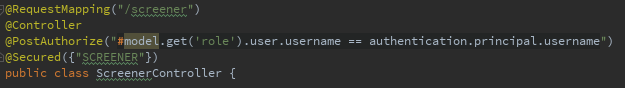 @RequestMapping("/screener")
@Controller
@PostAuthorize("#model.get('role').user.username == authentication.principal.username")
@Secured({"SCREENER"})
public class ScreenerController {